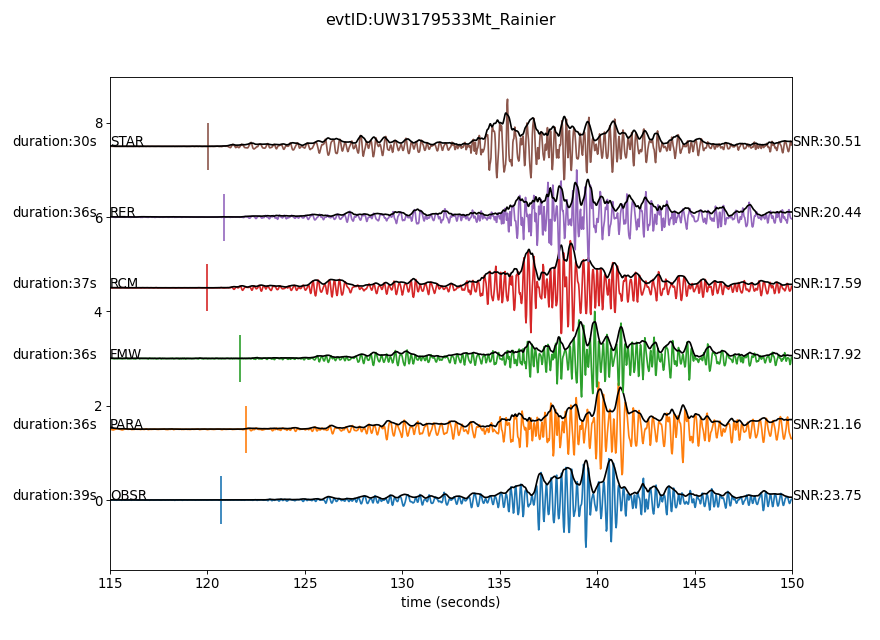 evtID:UW3179533Mt_Rainier
8
duration:30s STAR SNR:30.51
duration:36s RER SNR:20.44
6
duration:37s RCM SNR:17.59
4
duration:36s FMW SNR:17.92
2
duration:36s PARA SNR:21.16
duration:39s OBSR SNR:23.75
0
115 120 125 130 135 140 145 150
time (seconds)